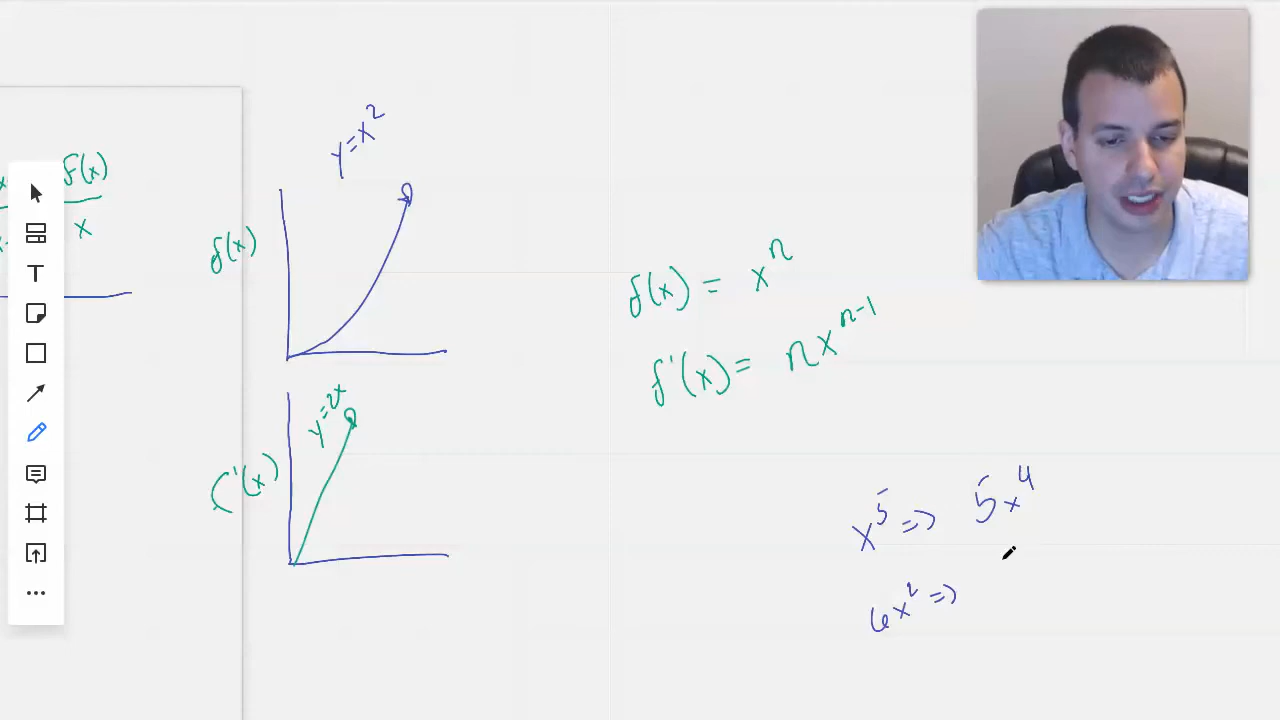 f(x)
x
y=x²
f(x)
y=2x
f'(x)
f(x) = xⁿ
f'(x) = nxⁿ⁻¹
x⁵ => 5x⁴
6x² =>
T